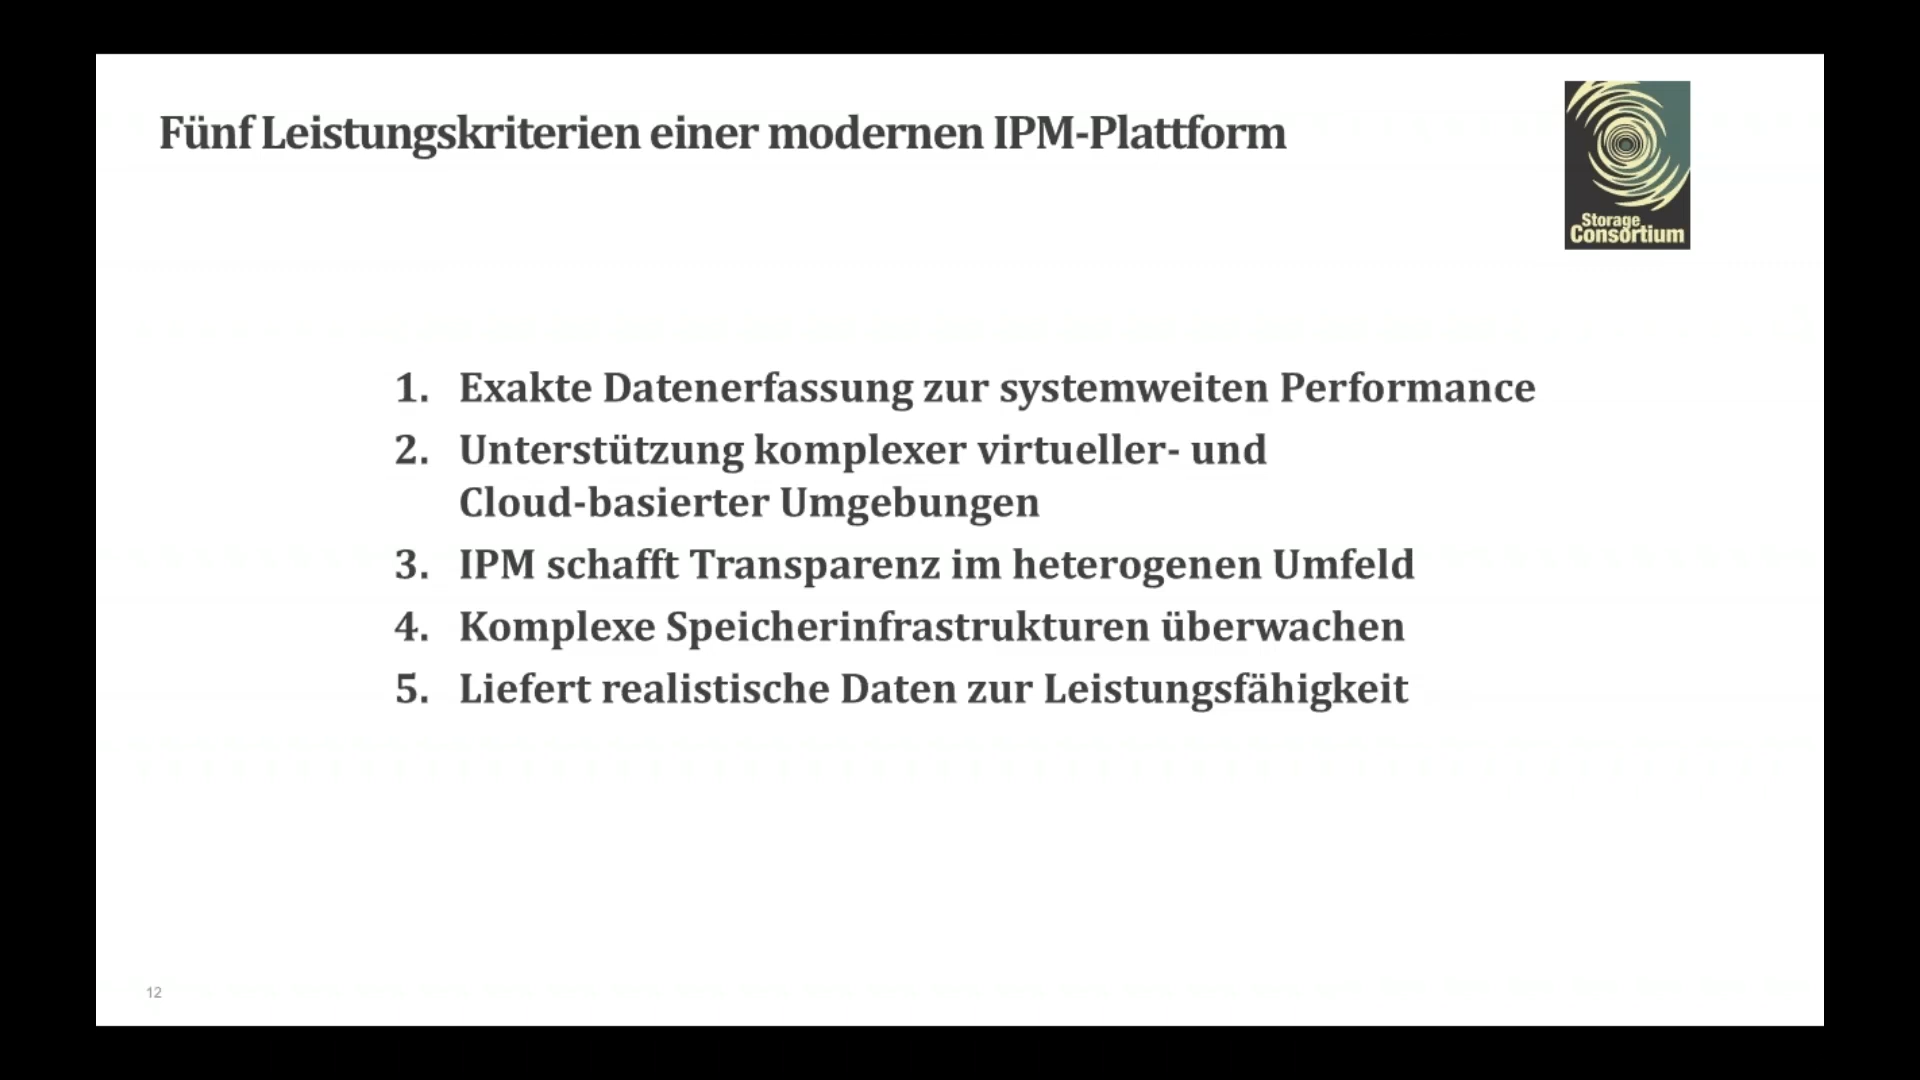 Fünf Leistungskriterien einer modernen IPM-Plattform
Storage
Consortium
1. Exakte Datenerfassung zur systemweiten Performance
2. Unterstützung komplexer virtueller- und
Cloud-basierter Umgebungen
3. IPM schafft Transparenz im heterogenen Umfeld
4. Komplexe Speicherinfrastrukturen überwachen
5. Liefert realistische Daten zur Leistungsfähigkeit
12